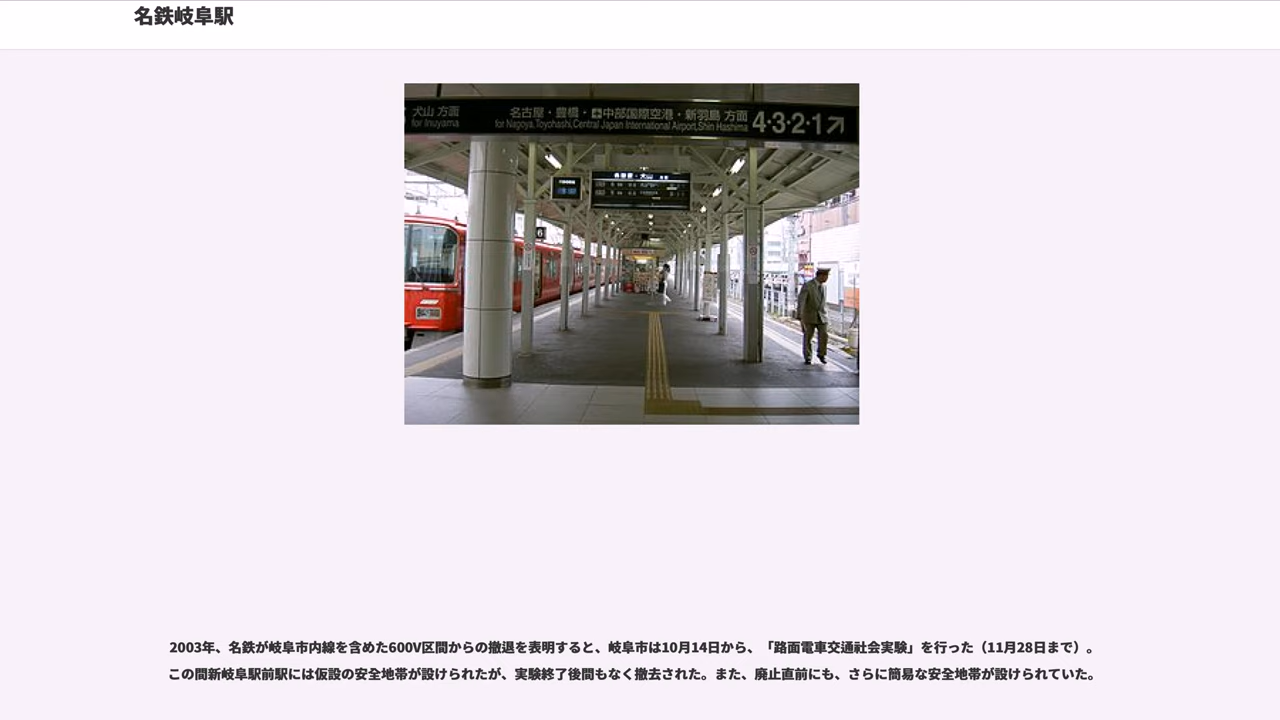 名鉄岐阜駅
犬山 方面
for Inuyama
名古屋・豊橋・中部国際空港・新羽島 方面
for Nagoya,Toyohashi,Central Japan International Airport,Shin Hashima
4・3・2・1
6
2003年、名鉄が岐阜市内線を含めた600V区間からの撤退を表明すると、岐阜市は10月14日から、「路面電車交通社会実験」を行った（11月28日まで）。
この間新岐阜駅前駅には仮設の安全地帯が設けられたが、実験終了後間もなく撤去された。また、廃止直前にも、さらに簡易な安全地帯が設けられていた。